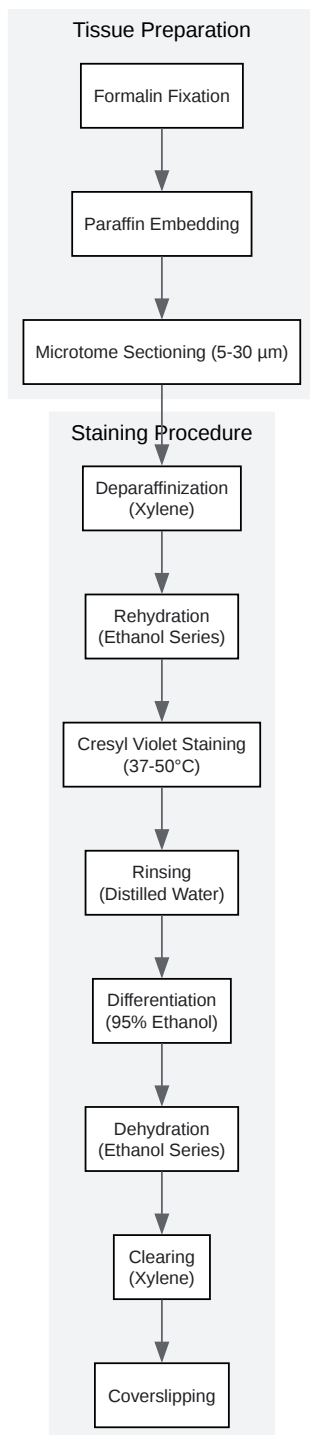 Tissue Preparation
Formalin Fixation
Paraffin Embedding
Microtome Sectioning (5-30 µm)
Staining Procedure
Deparaffinization
(Xylene)
Rehydration
(Ethanol Series)
Cresyl Violet Staining
(37-50°C)
Rinsing
(Distilled Water)
Differentiation
(95% Ethanol)
Dehydration
(Ethanol Series)
Clearing
(Xylene)
Coverslipping